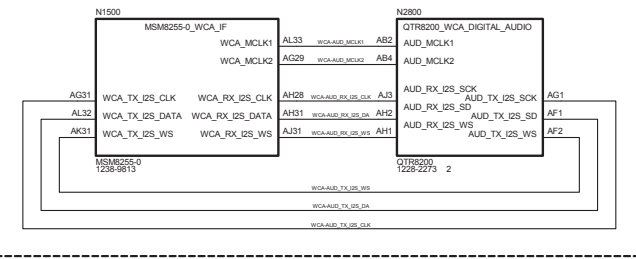 N1500 N2800
MSM8255-0_WCA_IF QTR8200_WCA_DIGITAL_AUDIO
WCA_MCLK1 AL33 WCA-AUD_MCLK1 AB2 AUD_MCLK1
WCA_MCLK2 AG29 WCA-AUD_MCLK2 AB4 AUD_MCLK2
AUD_RX_I2S_SCK
AG31 WCA_TX_I2S_CLK WCA_RX_I2S_CLK AH28 WCA-AUD_RX_I2S_CLK AJ3 AUD_TX_I2S_SCK AG1
AUD_RX_I2S_SD
AL32 WCA_TX_I2S_DATA WCA_RX_I2S_DATA AH31 WCA-AUD_RX_I2S_DA AH2 AUD_TX_I2S_SD AF1
AUD_RX_I2S_WS
AK31 WCA_TX_I2S_WS WCA_RX_I2S_WS AJ31 WCA-AUD_RX_I2S_WS AH1 AUD_TX_I2S_WS AF2
MSM8255-0 QTR8200
1238-9813 1228-2273 2
WCA-AUD_TX_I2S_WS
WCA-AUD_TX_I2S_DA
WCA-AUD_TX_I2S_CLK